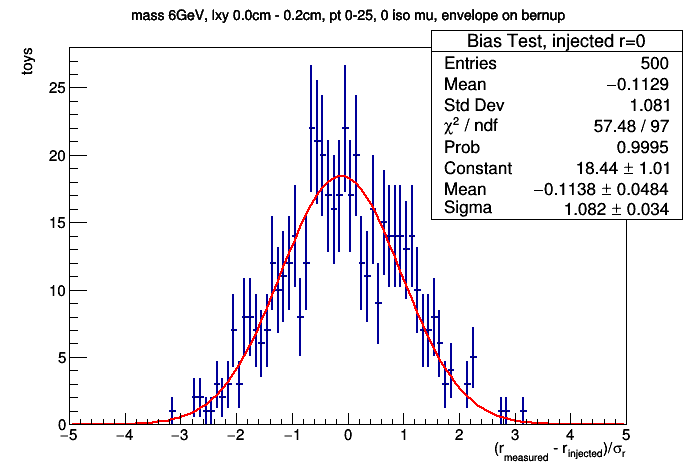 mass 6GeV, lxy 0.0cm - 0.2cm, pt 0-25, 0 iso mu, envelope on bernup
Bias Test, injected r=0
Entries 500
Mean −0.1129
Std Dev 1.081
χ² / ndf 57.48 / 97
Prob 0.9995
Constant 18.44 ± 1.01
Mean −0.1138 ± 0.0484
Sigma 1.082 ± 0.034
toys
25
20
15
10
5
0
−5 −4 −3 −2 −1 0 1 2 3 4 5
(r_measured - r_injected)/σ_r